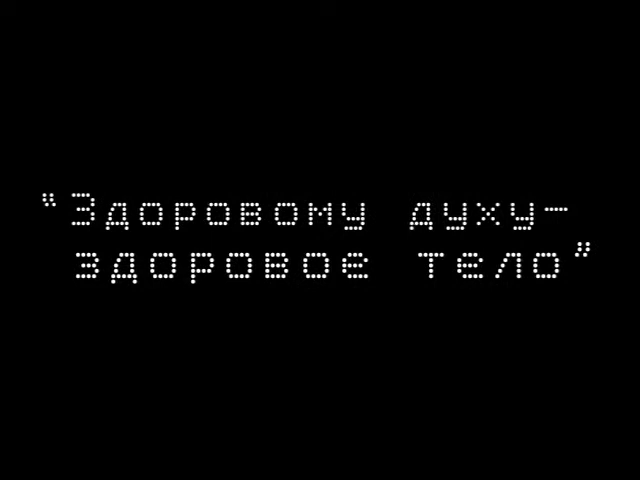 “Здоровому духу-
здоровое тело”